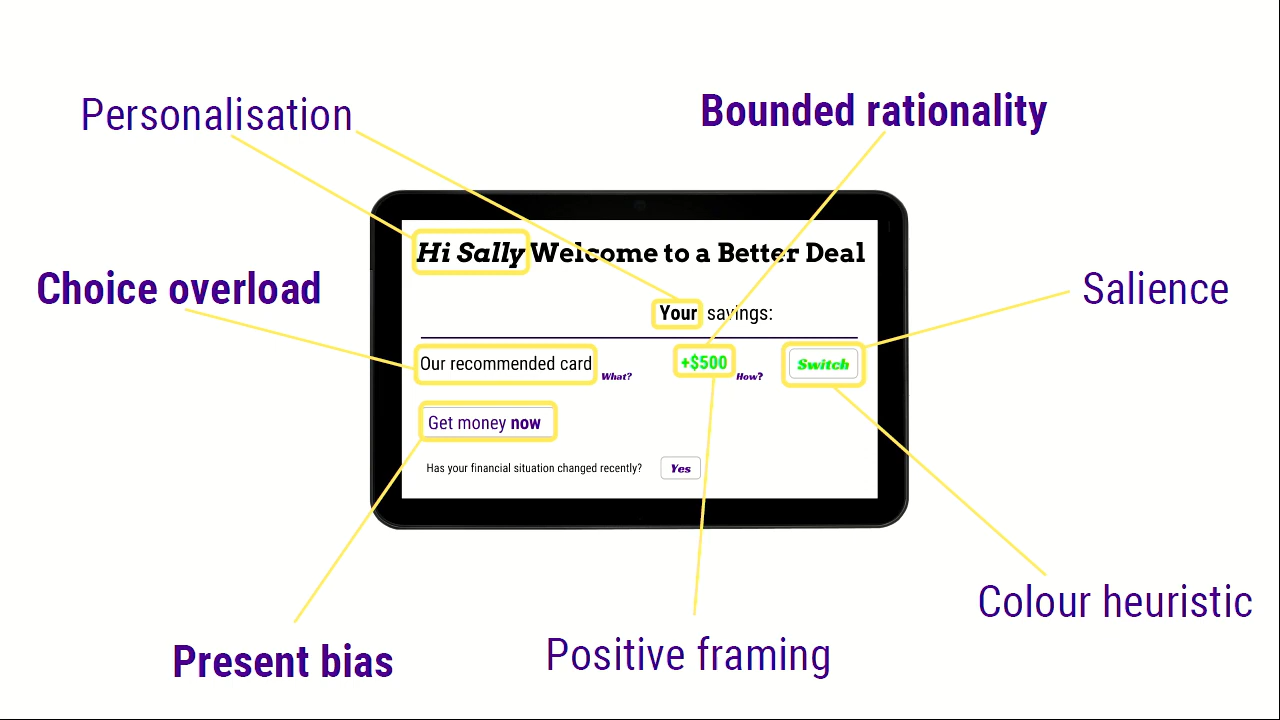 Personalisation
Bounded rationality
Choice overload
Salience
Hi Sally Welcome to a Better Deal
Your savings:
Our recommended card What? +$500 How? Switch
Get money now
Has your financial situation changed recently? Yes
Colour heuristic
Present bias
Positive framing